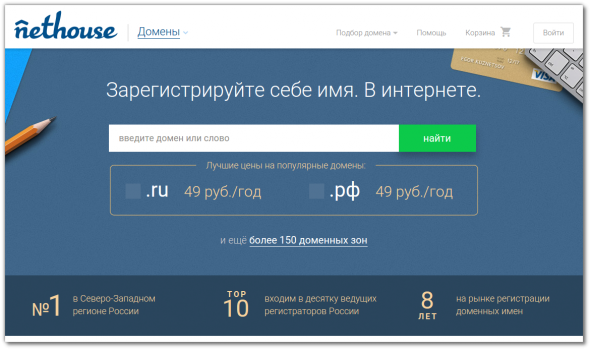 nethouse
Домены
Подбор домена
Помощь
Корзина
Войти
VISA
Зарегистрируйте себе имя. В интернете.
введите домен или слово
найти
Лучшие цены на популярные домены:
.ru 49 руб./год .рф 49 руб./год
и ещё более 150 доменных зон
№1 в Северо-Западном регионе России
TOP 10 входим в десятку ведущих регистраторов России
8 ЛЕТ на рынке регистрации доменных имен